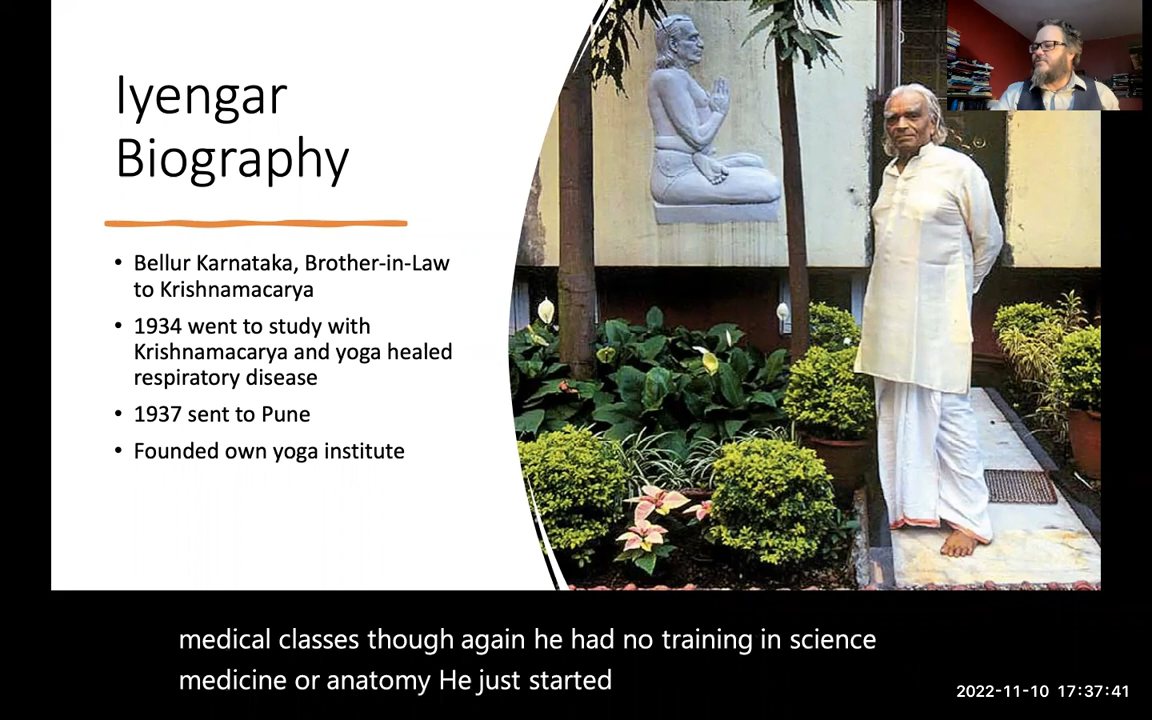 Iyengar
Biography
• Bellur Karnataka, Brother-in-Law
to Krishnamacarya
• 1934 went to study with
Krishnamacarya and yoga healed
respiratory disease
• 1937 sent to Pune
• Founded own yoga institute
medical classes though again he had no training in science
medicine or anatomy He just started
2022-11-10 17:37:41